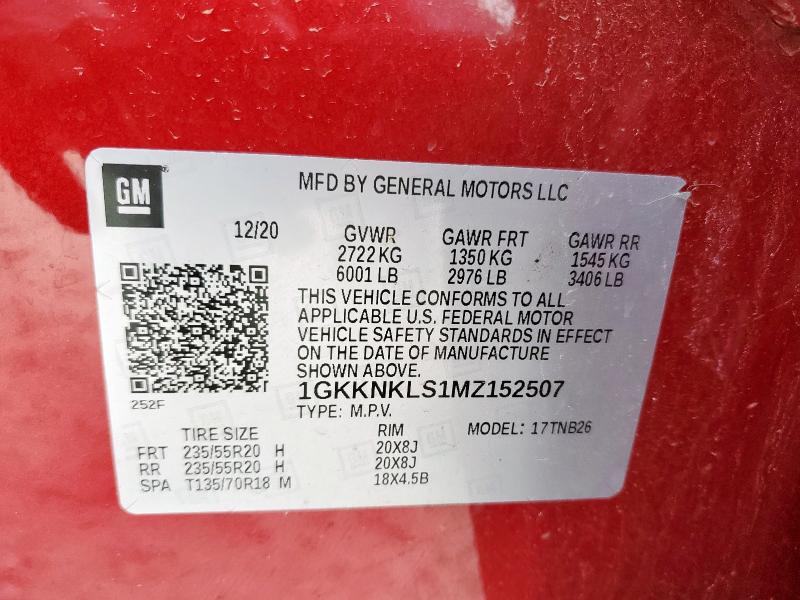 GM
MFD BY GENERAL MOTORS LLC
12/20 GVWR GAWR FRT GAWR RR
2722 KG 1350 KG 1545 KG
6001 LB 2976 LB 3406 LB
THIS VEHICLE CONFORMS TO ALL
APPLICABLE U.S. FEDERAL MOTOR
VEHICLE SAFETY STANDARDS IN EFFECT
ON THE DATE OF MANUFACTURE
SHOWN ABOVE.
1GKKNKLS1MZ152507
252F
TYPE: M.P.V.
TIRE SIZE RIM MODEL: 17TNB26
FRT 235/55R20 H 20X8J
RR 235/55R20 H 20X8J
SPA T135/70R18 M 18X4.5B